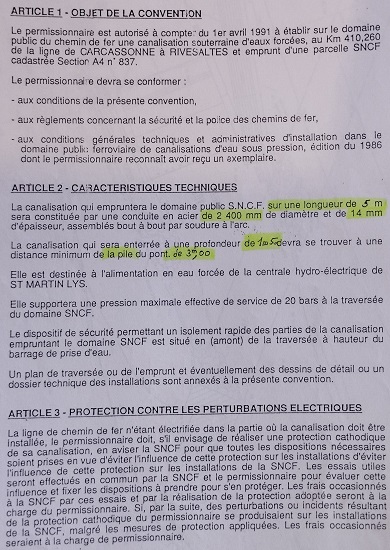 ARTICLE 1 - OBJET DE LA CONVENTION
Le permissionnaire est autorisé à compter du 1er avril 1991 à établir sur le domaine
public du chemin de fer une canalisation souterraine d'eaux forcées, au Km 410,260
de la ligne de CARCASSONNE à RIVESALTES et emprunt d'une parcelle SNCF
cadastrée Section A4 n° 837.
Le permissionnaire devra se conformer :
- aux conditions de la présente convention,
- aux règlements concernant la sécurité et la police des chemins de fer,
- aux conditions générales techniques et administratives d'installation dans le
domaine public ferroviaire de canalisations d'eau sous pression, édition du 1986
dont le permissionnaire reconnaît avoir reçu un exemplaire.
ARTICLE 2 - CARACTERISTIQUES TECHNIQUES
La canalisation qui empruntera le domaine public S.N.C.F. sur une longueur de 5 m
sera constituée par une conduite en acier de 2 400 mm de diamètre et de 14 mm
d'épaisseur, assemblés bout à bout par soudure à l'arc.
La canalisation qui sera enterrée à une profondeur de devra se trouver à une
distance minimum de la pile du pont. de
Elle est destinée à l'alimentation en eau forcée de la centrale hydro-électrique de
ST MARTIN LYS.
Elle supportera une pression maximale effective de service de 20 bars à la traversée
du domaine SNCF.
Le dispositif de sécurité permettant un isolement rapide des parties de la canalisation
empruntant le domaine SNCF est situé en (amont) de la traversée à hauteur du
barrage de prise d'eau.
Un plan de traversée ou de l'emprunt et éventuellement des dessins de détail ou un
dossier technique des installations sont annexés à la présente convention.
ARTICLE 3 - PROTECTION CONTRE LES PERTURBATIONS ELECTRIQUES
La ligne de chemin de fer n'étant électrifiée dans la partie où la canalisation doit être
installée, le permissionnaire doit, s'il envisage de réaliser une protection cathodique
de sa canalisation, en aviser la SNCF pour que toutes les dispositions nécessaires
soient prises en vue d'éviter l'influence de cette protection sur les installations d'éviter
l'influence de cette protection sur les installations de la SNCF. Les essais utiles
seront effectués en commun par la SNCF et le permissionnaire pour évaluer cette
influence et fixer les dispositions à prendre pour s'en protéger. Les frais occasionnés
à la SNCF par ces essais et par la réalisation de la protection adoptée seront à la
charge du permissionnaire. Si, par la suite, des perturbations ou incidents résultant
de la protection cathodique du permissionnaire se produisaient sur les installations
de la SNCF, malgré les mesures de protection appliquées. Les frais occasionnés
seraient à la charge du permissionnaire.